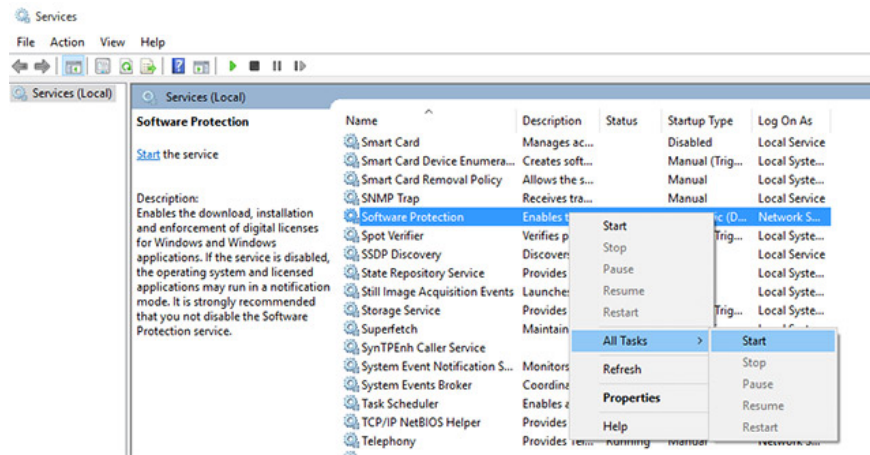 Services
File Action View Help
Services (Local)
Services (Local)
Software Protection
Start the service
Description:
Enables the download, installation
and enforcement of digital licenses
for Windows and Windows
applications. If the service is disabled,
the operating system and licensed
applications may run in a notification
mode. It is strongly recommended
that you not disable the Software
Protection service.
Name Description Status Startup Type Log On As
Smart Card Manages ac... Disabled Local Service
Smart Card Device Enumera... Creates soft... Manual (Trig... Local Syste...
Smart Card Removal Policy Allows the s... Manual Local Syste...
SNMP Trap Receives tra... Manual Local Service
Software Protection Enables t ic (D... Network S...
Spot Verifier Verifies p Trig... Local Syste...
SSDP Discovery Discover Local Service
State Repository Service Provides Local Syste...
Still Image Acquisition Events Launche Local Syste...
Storage Service Provides Trig... Local Syste...
Superfetch Maintain
SynTPEnh Caller Service
System Event Notification S... Monitors
System Events Broker Coordina
Task Scheduler Enables a
TCP/IP NetBIOS Helper Provides
Telephony Provides Tel... Running Manual Network S...
Start
Stop
Pause
Resume
Restart
All Tasks >
Refresh
Properties
Help
Start
Stop
Pause
Resume
Restart